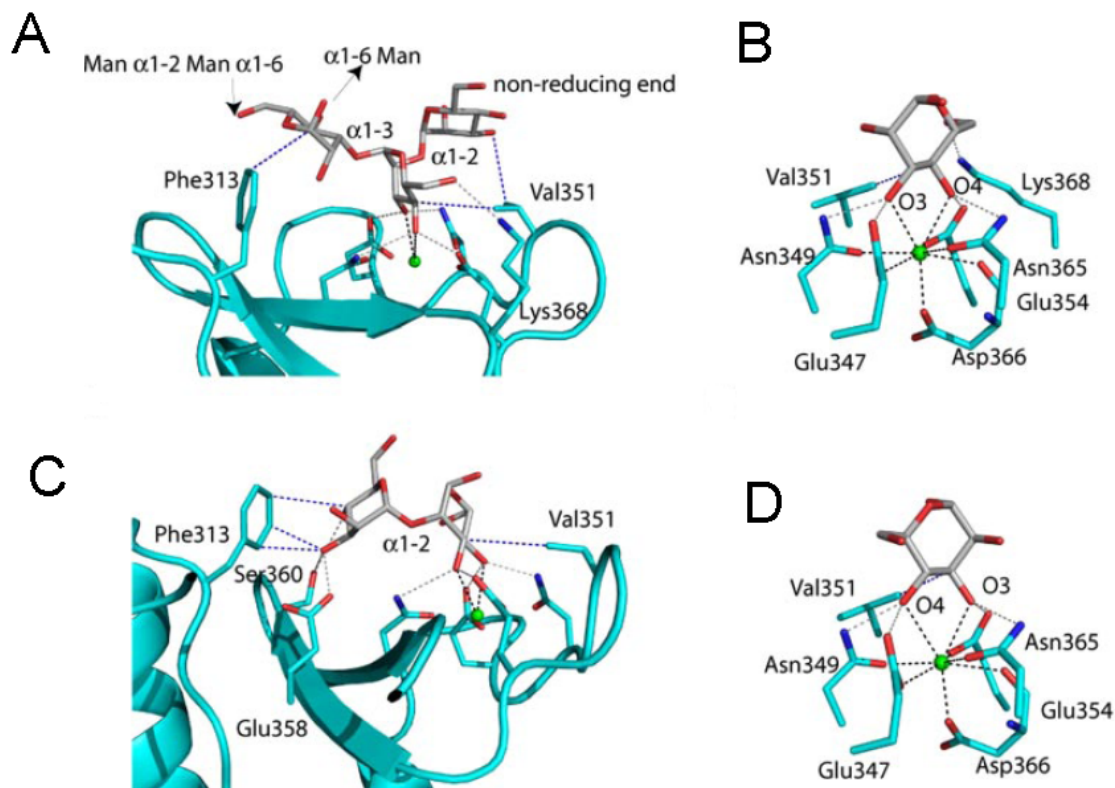 A
Man α1-2 Man α1-6
α1-6 Man
non-reducing end
α1-3
α1-2
Phe313
Val351
Lys368
B
Val351
Lys368
O3
O4
Asn349
Asn365
Glu354
Glu347
Asp366
C
Phe313
Val351
α1-2
Ser360
Glu358
D
Val351
O4
O3
Asn349
Asn365
Glu354
Glu347
Asp366